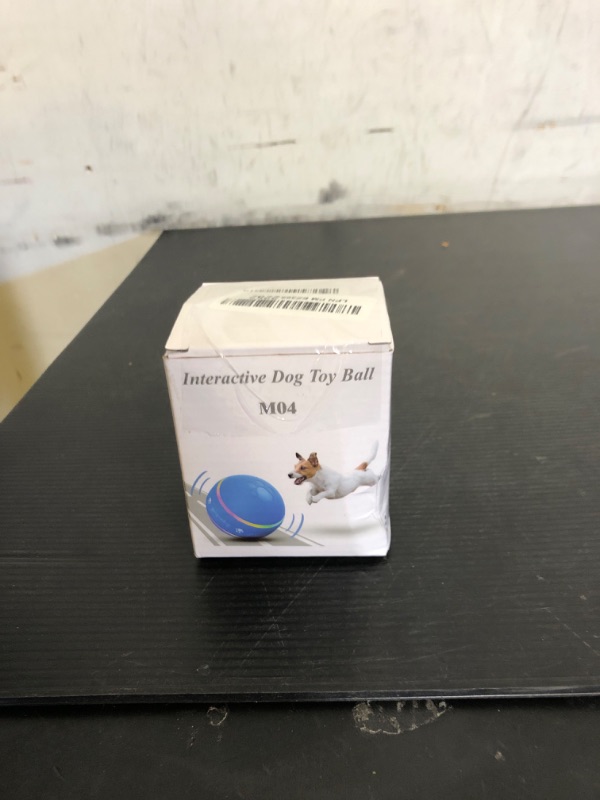 Interactive Dog Toy Ball
M04